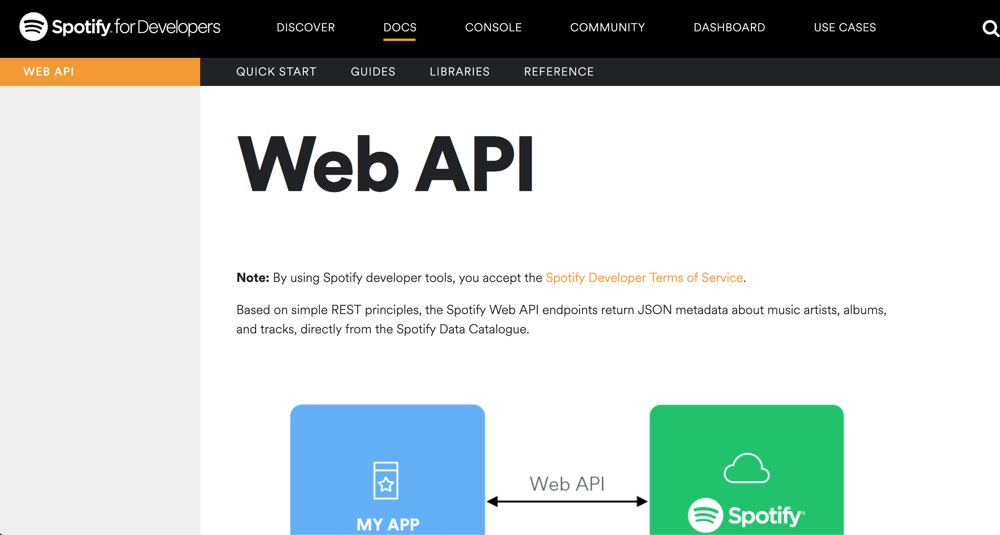 Spotify® for Developers
DISCOVER
DOCS
CONSOLE
COMMUNITY
DASHBOARD
USE CASES
WEB API
QUICK START
GUIDES
LIBRARIES
REFERENCE
Web API
Note: By using Spotify developer tools, you accept the Spotify Developer Terms of Service.
Based on simple REST principles, the Spotify Web API endpoints return JSON metadata about music artists, albums,
and tracks, directly from the Spotify Data Catalogue.
Web API
MY APP
Spotify®